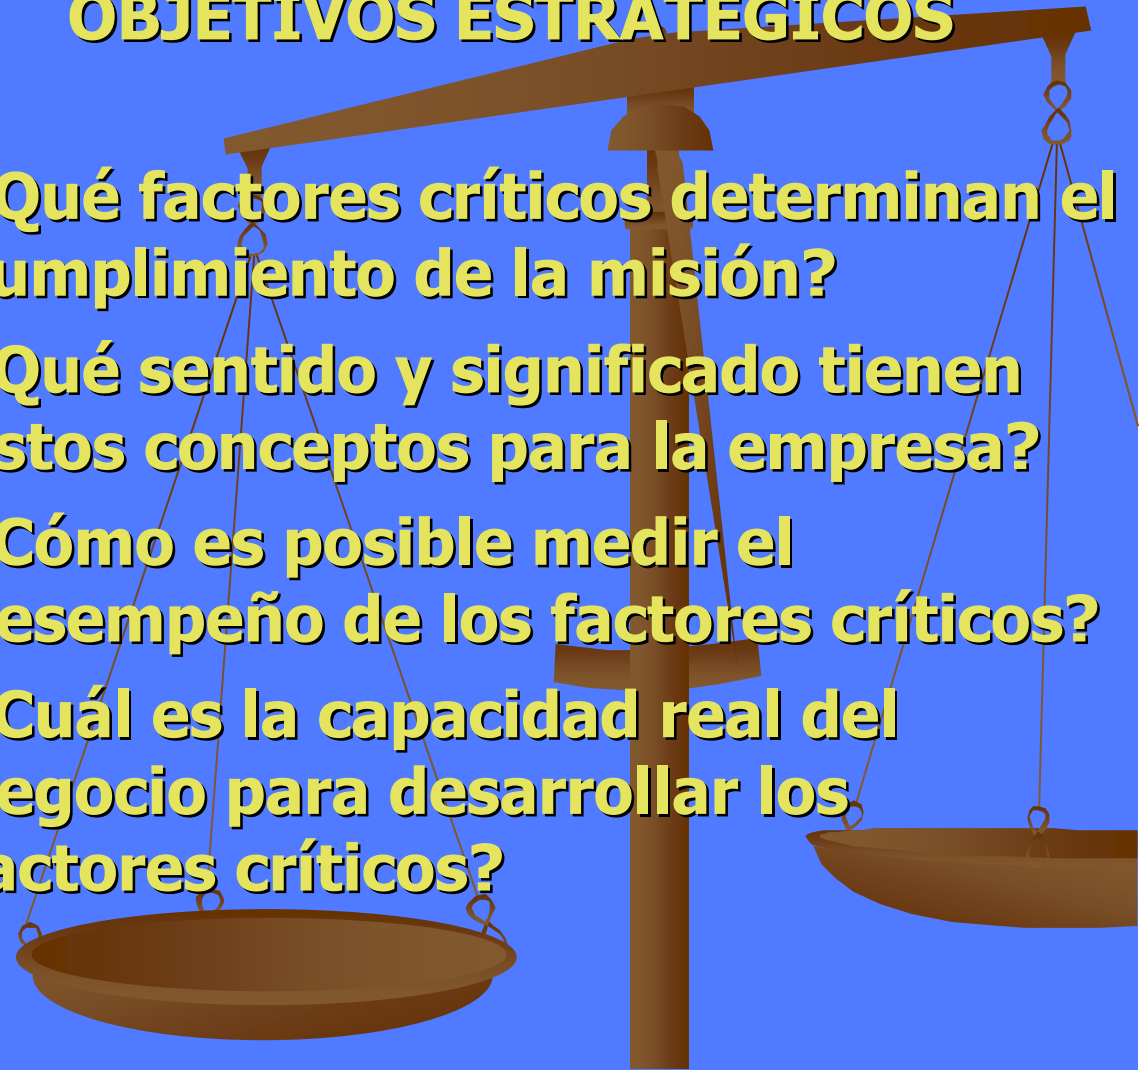 OBJETIVOS ESTRATEGICOS
Qué factores críticos determinan el
umplimiento de la misión?
Qué sentido y significado tienen
stos conceptos para la empresa?
Cómo es posible medir el
esempeño de los factores críticos?
Cuál es la capacidad real del
egocio para desarrollar los
actores críticos?